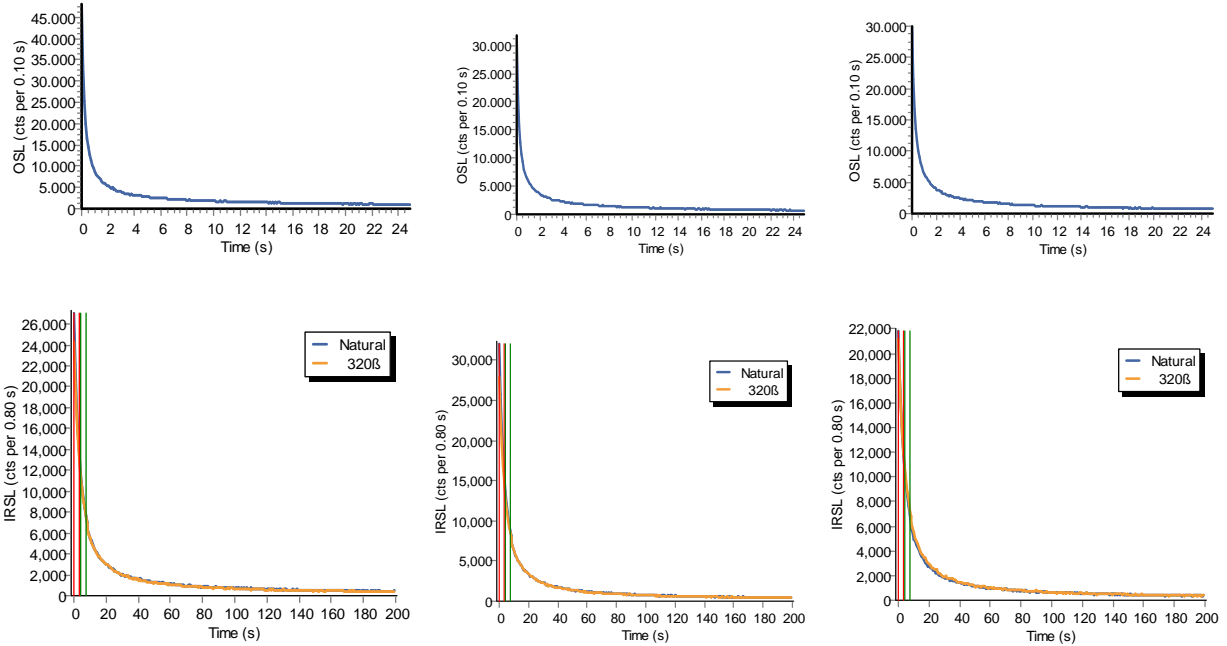 OSL (cts per 0.10 s)
45.000
40.000
35.000
30.000
25.000
20.000
15.000
10.000
5.000
0
0 2 4 6 8 10 12 14 16 18 20 22 24
Time (s)
OSL (cts per 0.10 s)
30.000
25.000
20.000
15.000
10.000
5.000
0
0 2 4 6 8 10 12 14 16 18 20 22 24
Time (s)
OSL (cts per 0.10 s)
30.000
25.000
20.000
15.000
10.000
5.000
0
0 2 4 6 8 10 12 14 16 18 20 22 24
Time (s)
IRSL (cts per 0.80 s)
26,000
24,000
22,000
20,000
18,000
16,000
14,000
12,000
10,000
8,000
6,000
4,000
2,000
0
0 20 40 60 80 100 120 140 160 180 200
Time (s)
Natural
320ß
IRSL (cts per 0.80 s)
30,000
25,000
20,000
15,000
10,000
5,000
0
0 20 40 60 80 100 120 140 160 180 200
Time (s)
Natural
320ß
IRSL (cts per 0.80 s)
22,000
20,000
18,000
16,000
14,000
12,000
10,000
8,000
6,000
4,000
2,000
0
0 20 40 60 80 100 120 140 160 180 200
Time (s)
Natural
320ß